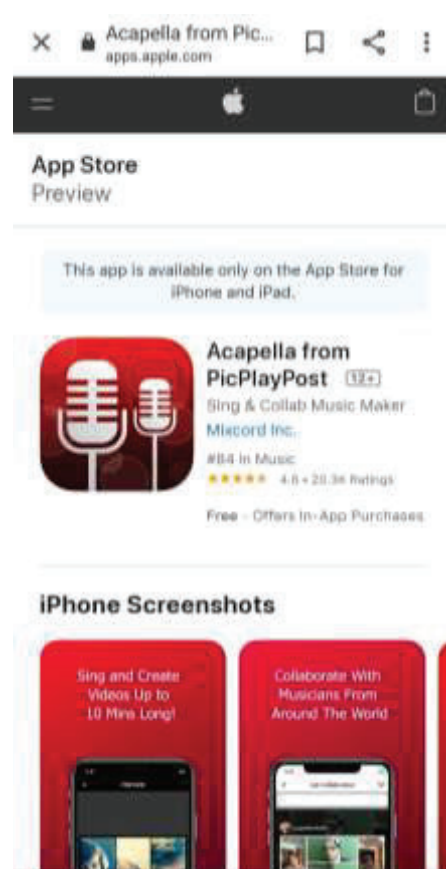 Acapella from Pic...
apps.apple.com
App Store
Preview
This app is available only on the App Store for
iPhone and iPad.
Acapella from
PicPlayPost 12+
Sing & Collab Music Maker
Mixcord Inc.
#84 in Music
4.6 • 20.3K Ratings
Free - Offers In-App Purchases
iPhone Screenshots
Sing and Create
Videos Up to
10 Mins Long!
Collaborate With
Musicians From
Around The World